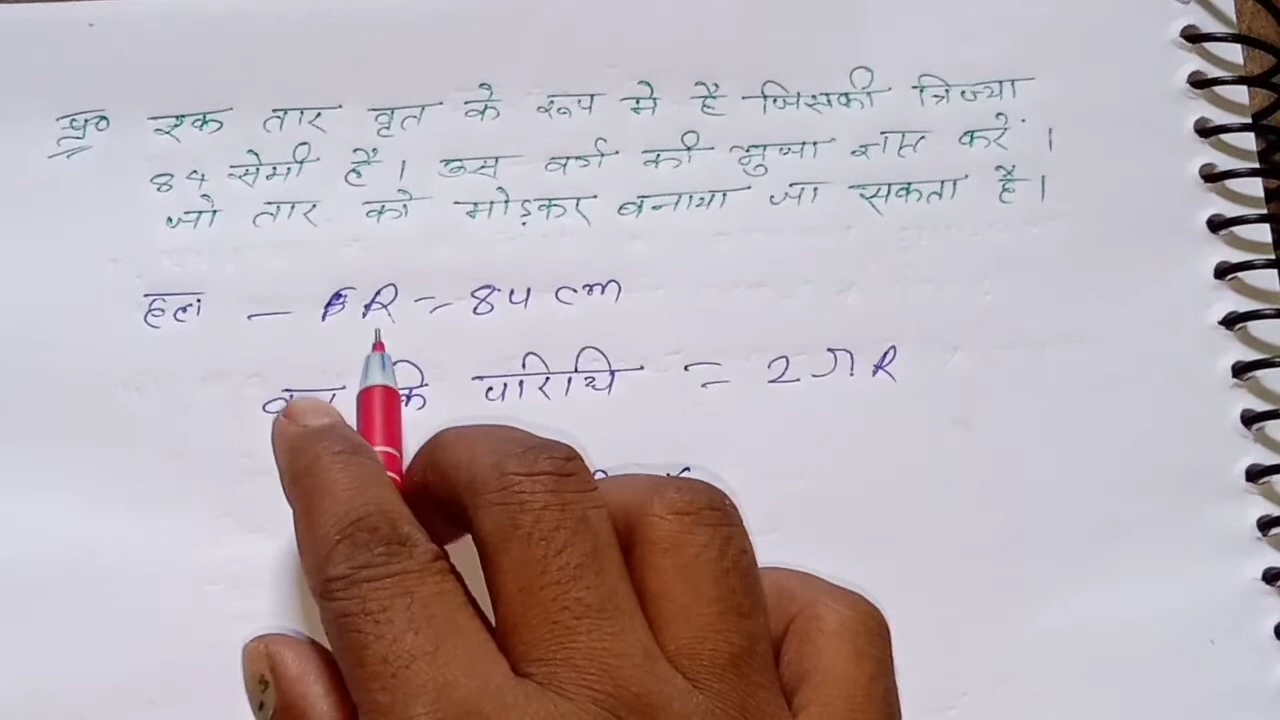 प्र० एक तार वृत के रूप मे है जिसकी त्रिज्या
84 सेमी है। उस वर्ग की भुजा ज्ञात करें।
जो तार को मोड़कर बनाया जा सकता है।
हल - R = 84 cm
कि परिधि = 2πR